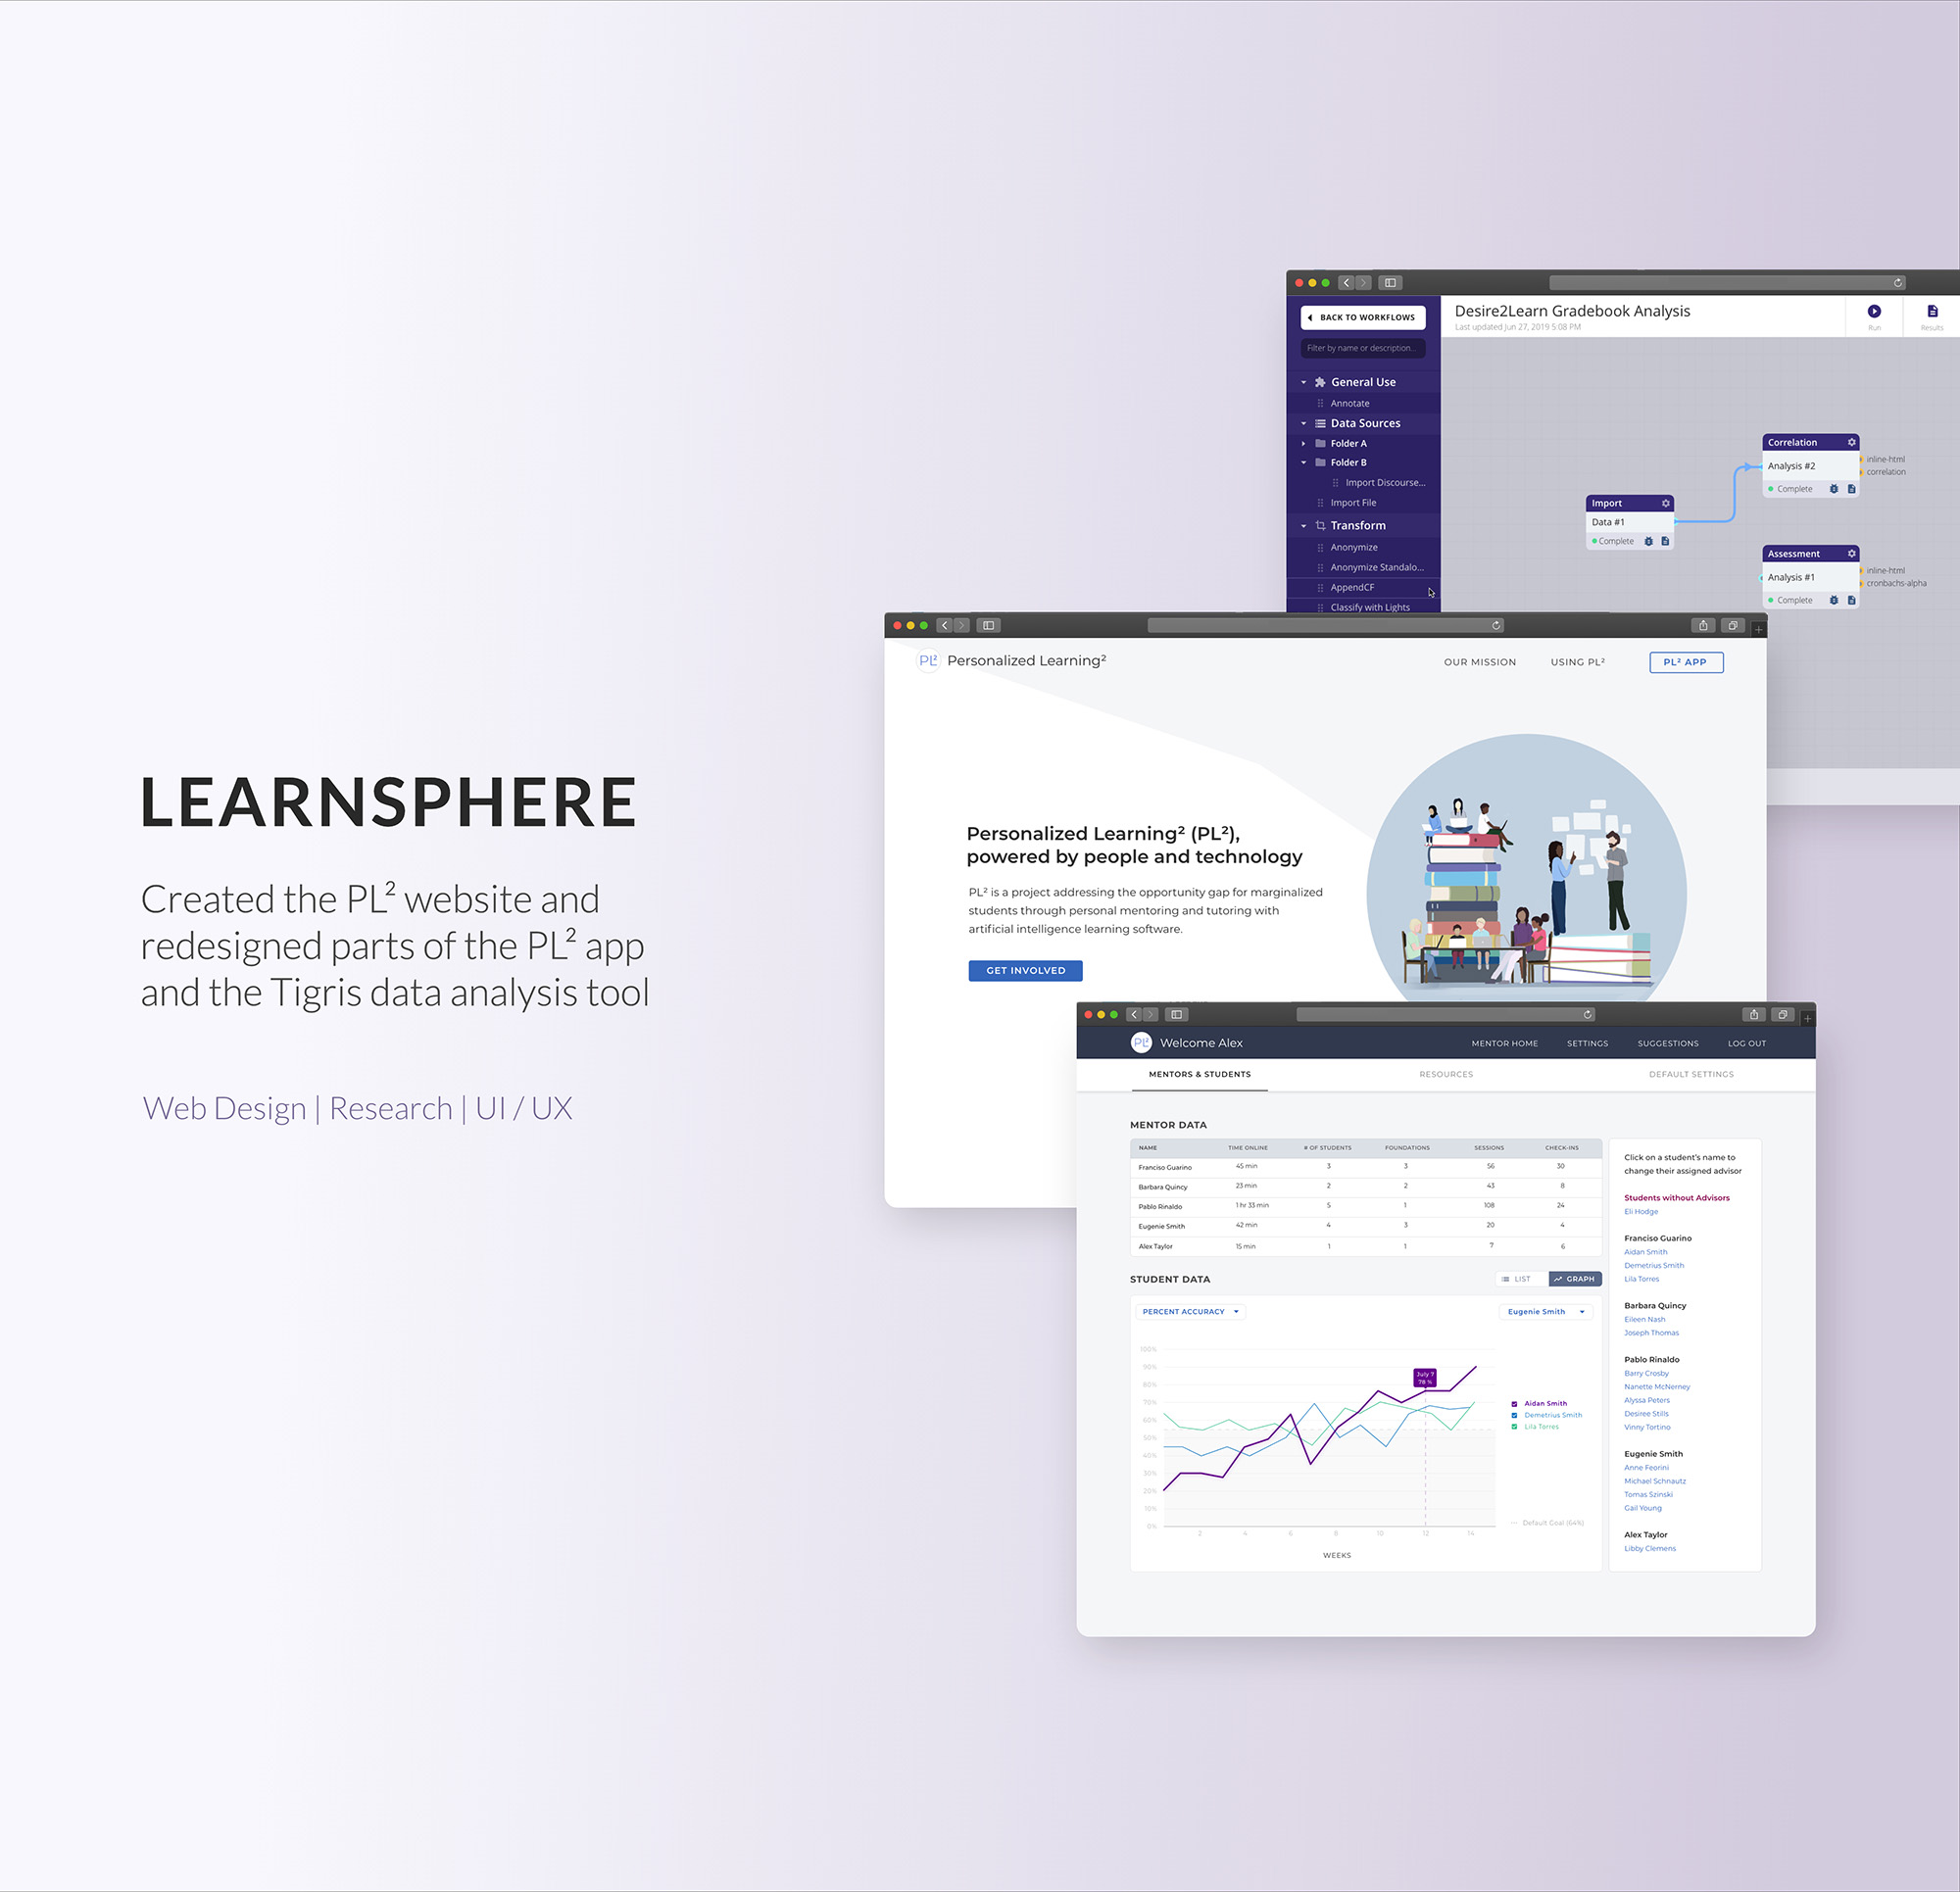 LEARNSPHERE
Created the PL² website and
redesigned parts of the PL² app
and the Tigris data analysis tool
Web Design | Research | UI / UX
BACK TO WORKFLOWS
Filter by name or description...
General Use
Annotate
Data Sources
Folder A
Folder B
Import Discourse...
Import File
Transform
Anonymize
Anonymize Standalo...
AppendCF
Classify with Lights
Desire2Learn Gradebook Analysis
Last updated Jun 27, 2019 5:08 PM
Run
Results
Import
Data #1
Complete
Correlation
Analysis #2
Complete
inline-html
correlation
Assessment
Analysis #1
Complete
inline-html
cronbachs-alpha
PL² Personalized Learning²
OUR MISSION USING PL² PL² APP
Personalized Learning² (PL²),
powered by people and technology
PL² is a project addressing the opportunity gap for marginalized
students through personal mentoring and tutoring with
artificial intelligence learning software.
GET INVOLVED
PL² Welcome Alex
MENTOR HOME SETTINGS SUGGESTIONS LOG OUT
MENTORS & STUDENTS RESOURCES DEFAULT SETTINGS
MENTOR DATA
NAME TIME ONLINE # OF STUDENTS FOUNDATIONS SESSIONS CHECK-INS
Franciso Guarino 45 min 3 3 56 30
Barbara Quincy 23 min 2 2 43 8
Pablo Rinaldo 1 hr 33 min 5 1 108 24
Eugenie Smith 42 min 4 3 20 4
Alex Taylor 15 min 1 1 7 6
STUDENT DATA
LIST GRAPH
PERCENT ACCURACY
Eugenie Smith
100%
90%
80%
70%
60%
50%
40%
30%
20%
10%
0%
2 4 6 8 10 12 14
WEEKS
July 7
78 %
Aidan Smith
Demetrius Smith
Lila Torres
Default Goal (64%)
Click on a student's name to
change their assigned advisor
Students without Advisors
Eli Hodge
Franciso Guarino
Aidan Smith
Demetrius Smith
Lila Torres
Barbara Quincy
Eileen Nash
Joseph Thomas
Pablo Rinaldo
Barry Crosby
Nanette McNerney
Alyssa Peters
Desiree Stills
Vinny Tortino
Eugenie Smith
Anne Feorini
Michael Schnautz
Tomas Szinski
Gail Young
Alex Taylor
Libby Clemens